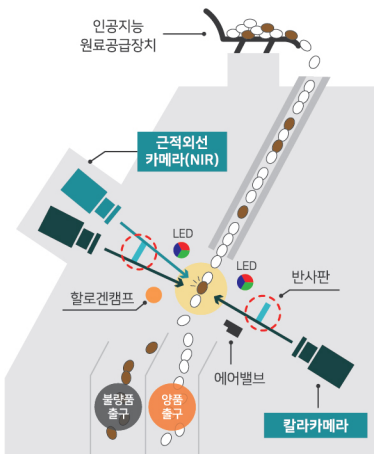 인공지능
원료공급장치
근적외선
카메라(NIR)
LED
LED
반사판
할로겐캠프
에어밸브
불량품
출구
양품
출구
칼라카메라